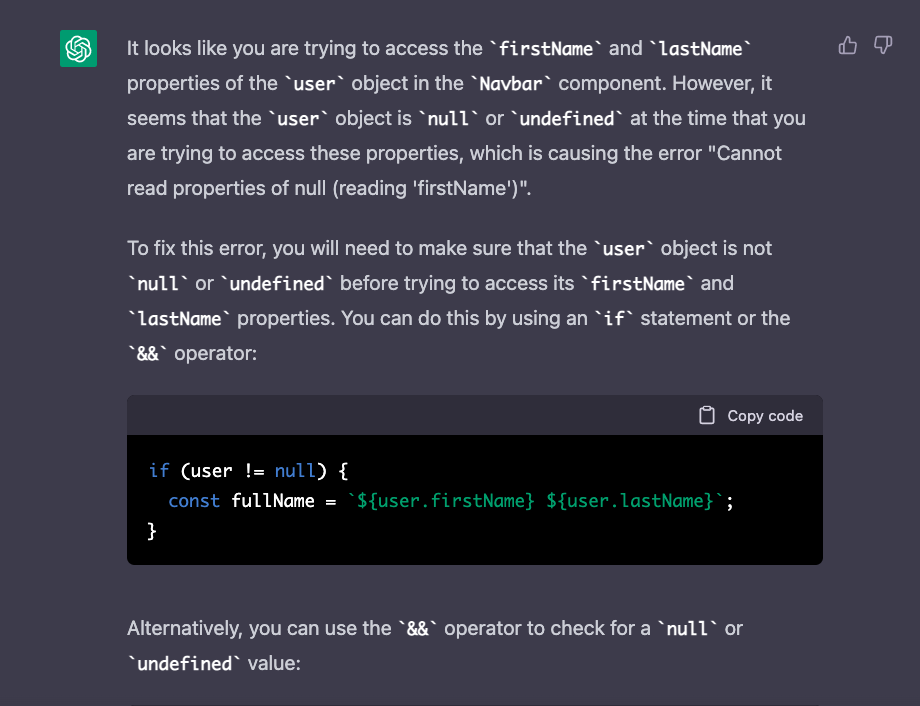 It looks like you are trying to access the `firstName` and `lastName`
properties of the `user` object in the `Navbar` component. However, it
seems that the `user` object is `null` or `undefined` at the time that you
are trying to access these properties, which is causing the error "Cannot
read properties of null (reading 'firstName')".
To fix this error, you will need to make sure that the `user` object is not
`null` or `undefined` before trying to access its `firstName` and
`lastName` properties. You can do this by using an `if` statement or the
`&&` operator:
Copy code
if (user != null) {
  const fullName = `${user.firstName} ${user.lastName}`;
}
Alternatively, you can use the `&&` operator to check for a `null` or
`undefined` value: